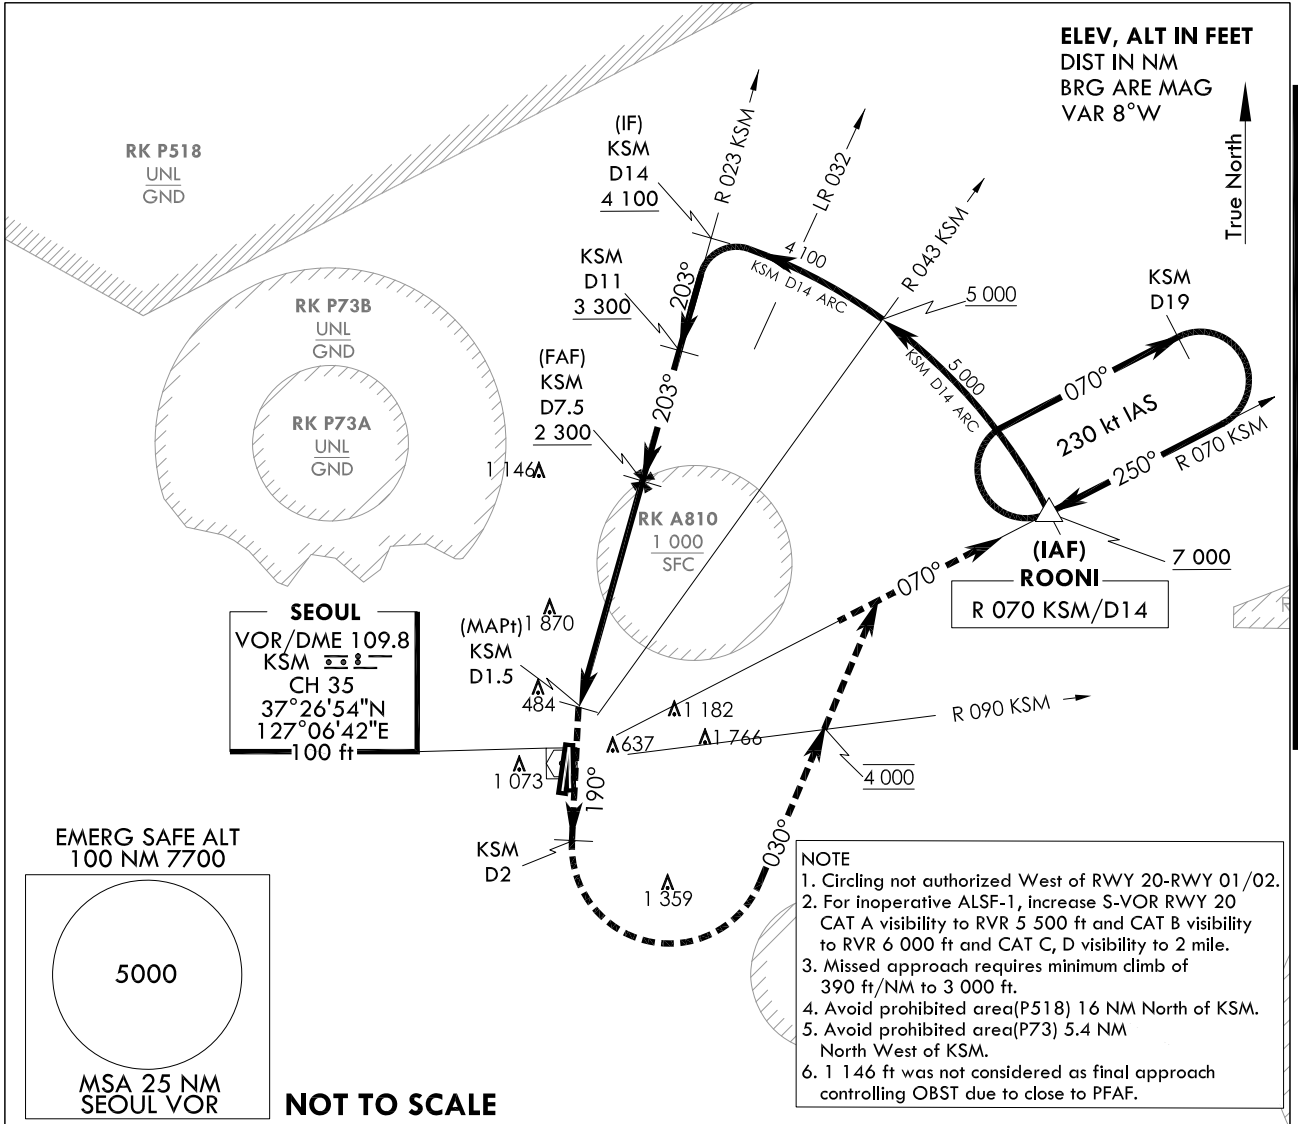 ELEV, ALT IN FEET
DIST IN NM
BRG ARE MAG
VAR 8°W
True North
RK P518
UNL
GND
RK P73B
UNL
GND
RK P73A
UNL
GND
(IF)
KSM
D14
4 100
R 023 KSM
LR 032
R 043 KSM
KSM
D11
3 300
203°
4 100
KSM D14 ARC
5 000
KSM
D19
(FAF)
KSM
D7.5
2 300
203°
5 000
KSM D14 ARC
070°
230 kt IAS
250°
R 070 KSM
1 146
RK A810
1 000
SFC
070°
(IAF)
ROONI
R 070 KSM/D14
7 000
R
SEOUL
VOR/DME 109.8
KSM
CH 35
37°26'54"N
127°06'42"E
100 ft
1 870
(MAPt)
KSM
D1.5
484
1 182
637
1 766
R 090 KSM
4 000
1 073
190°
KSM
D2
030°
1 359
EMERG SAFE ALT
100 NM 7700
5000
MSA 25 NM
SEOUL VOR
NOT TO SCALE
NOTE
1. Circling not authorized West of RWY 20-RWY 01/02.
2. For inoperative ALSF-1, increase S-VOR RWY 20
CAT A visibility to RVR 5 500 ft and CAT B visibility
to RVR 6 000 ft and CAT C, D visibility to 2 mile.
3. Missed approach requires minimum climb of
390 ft/NM to 3 000 ft.
4. Avoid prohibited area(P518) 16 NM North of KSM.
5. Avoid prohibited area(P73) 5.4 NM
North West of KSM.
6. 1 146 ft was not considered as final approach
controlling OBST due to close to PFAF.